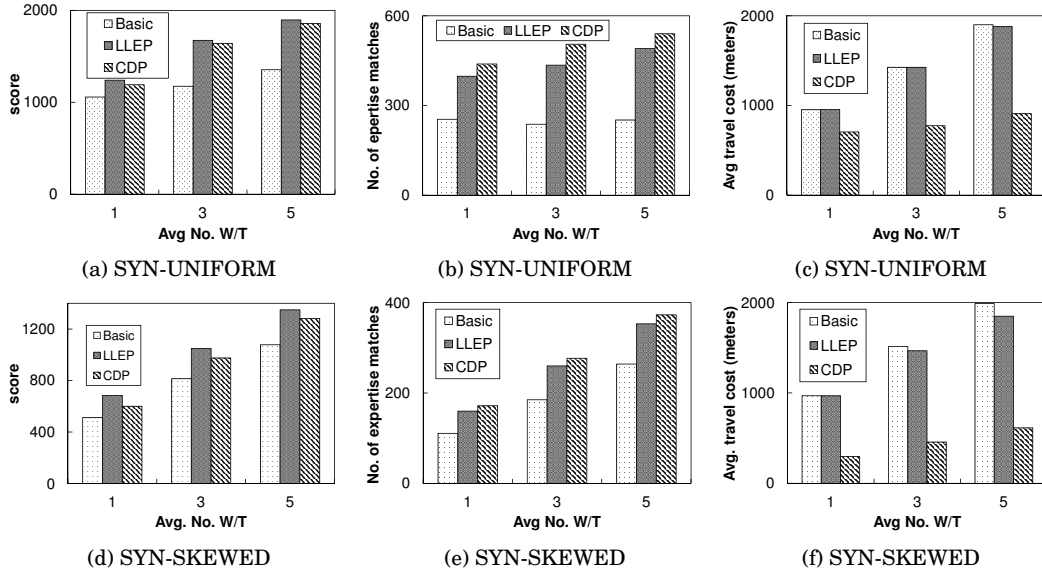 2000
1000
0
score
Basic
LLEP
CDP
1 3 5
Avg No. W/T
(a) SYN-UNIFORM
600
300
0
No. of epertise matches
Basic LLEP CDP
1 3 5
Avg No. W/T
(b) SYN-UNIFORM
2000
1000
0
Avg travel cost (meters)
Basic
LLEP
CDP
1 3 5
Avg No. W/T
(c) SYN-UNIFORM
1200
800
400
0
score
Basic
LLEP
CDP
1 3 5
Avg. No. W/T
(d) SYN-SKEWED
400
200
0
No. of expertise matches
Basic
LLEP
CDP
1 3 5
Avg. No. W/T
(e) SYN-SKEWED
2000
1000
0
Avg. travel cost (meters)
Basic
LLEP
CDP
1 3 5
Avg. No. W/T
(f) SYN-SKEWED